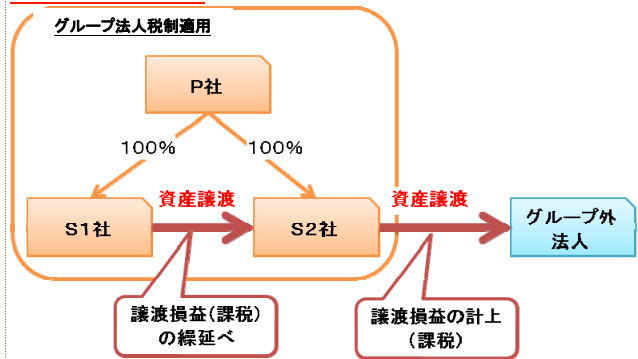 グループ法人税制適用
P社
100%
100%
資産譲渡
資産譲渡
S1社
S2社
グループ外
法人
譲渡損益(課税)
の繰延べ
譲渡損益の計上
(課税)